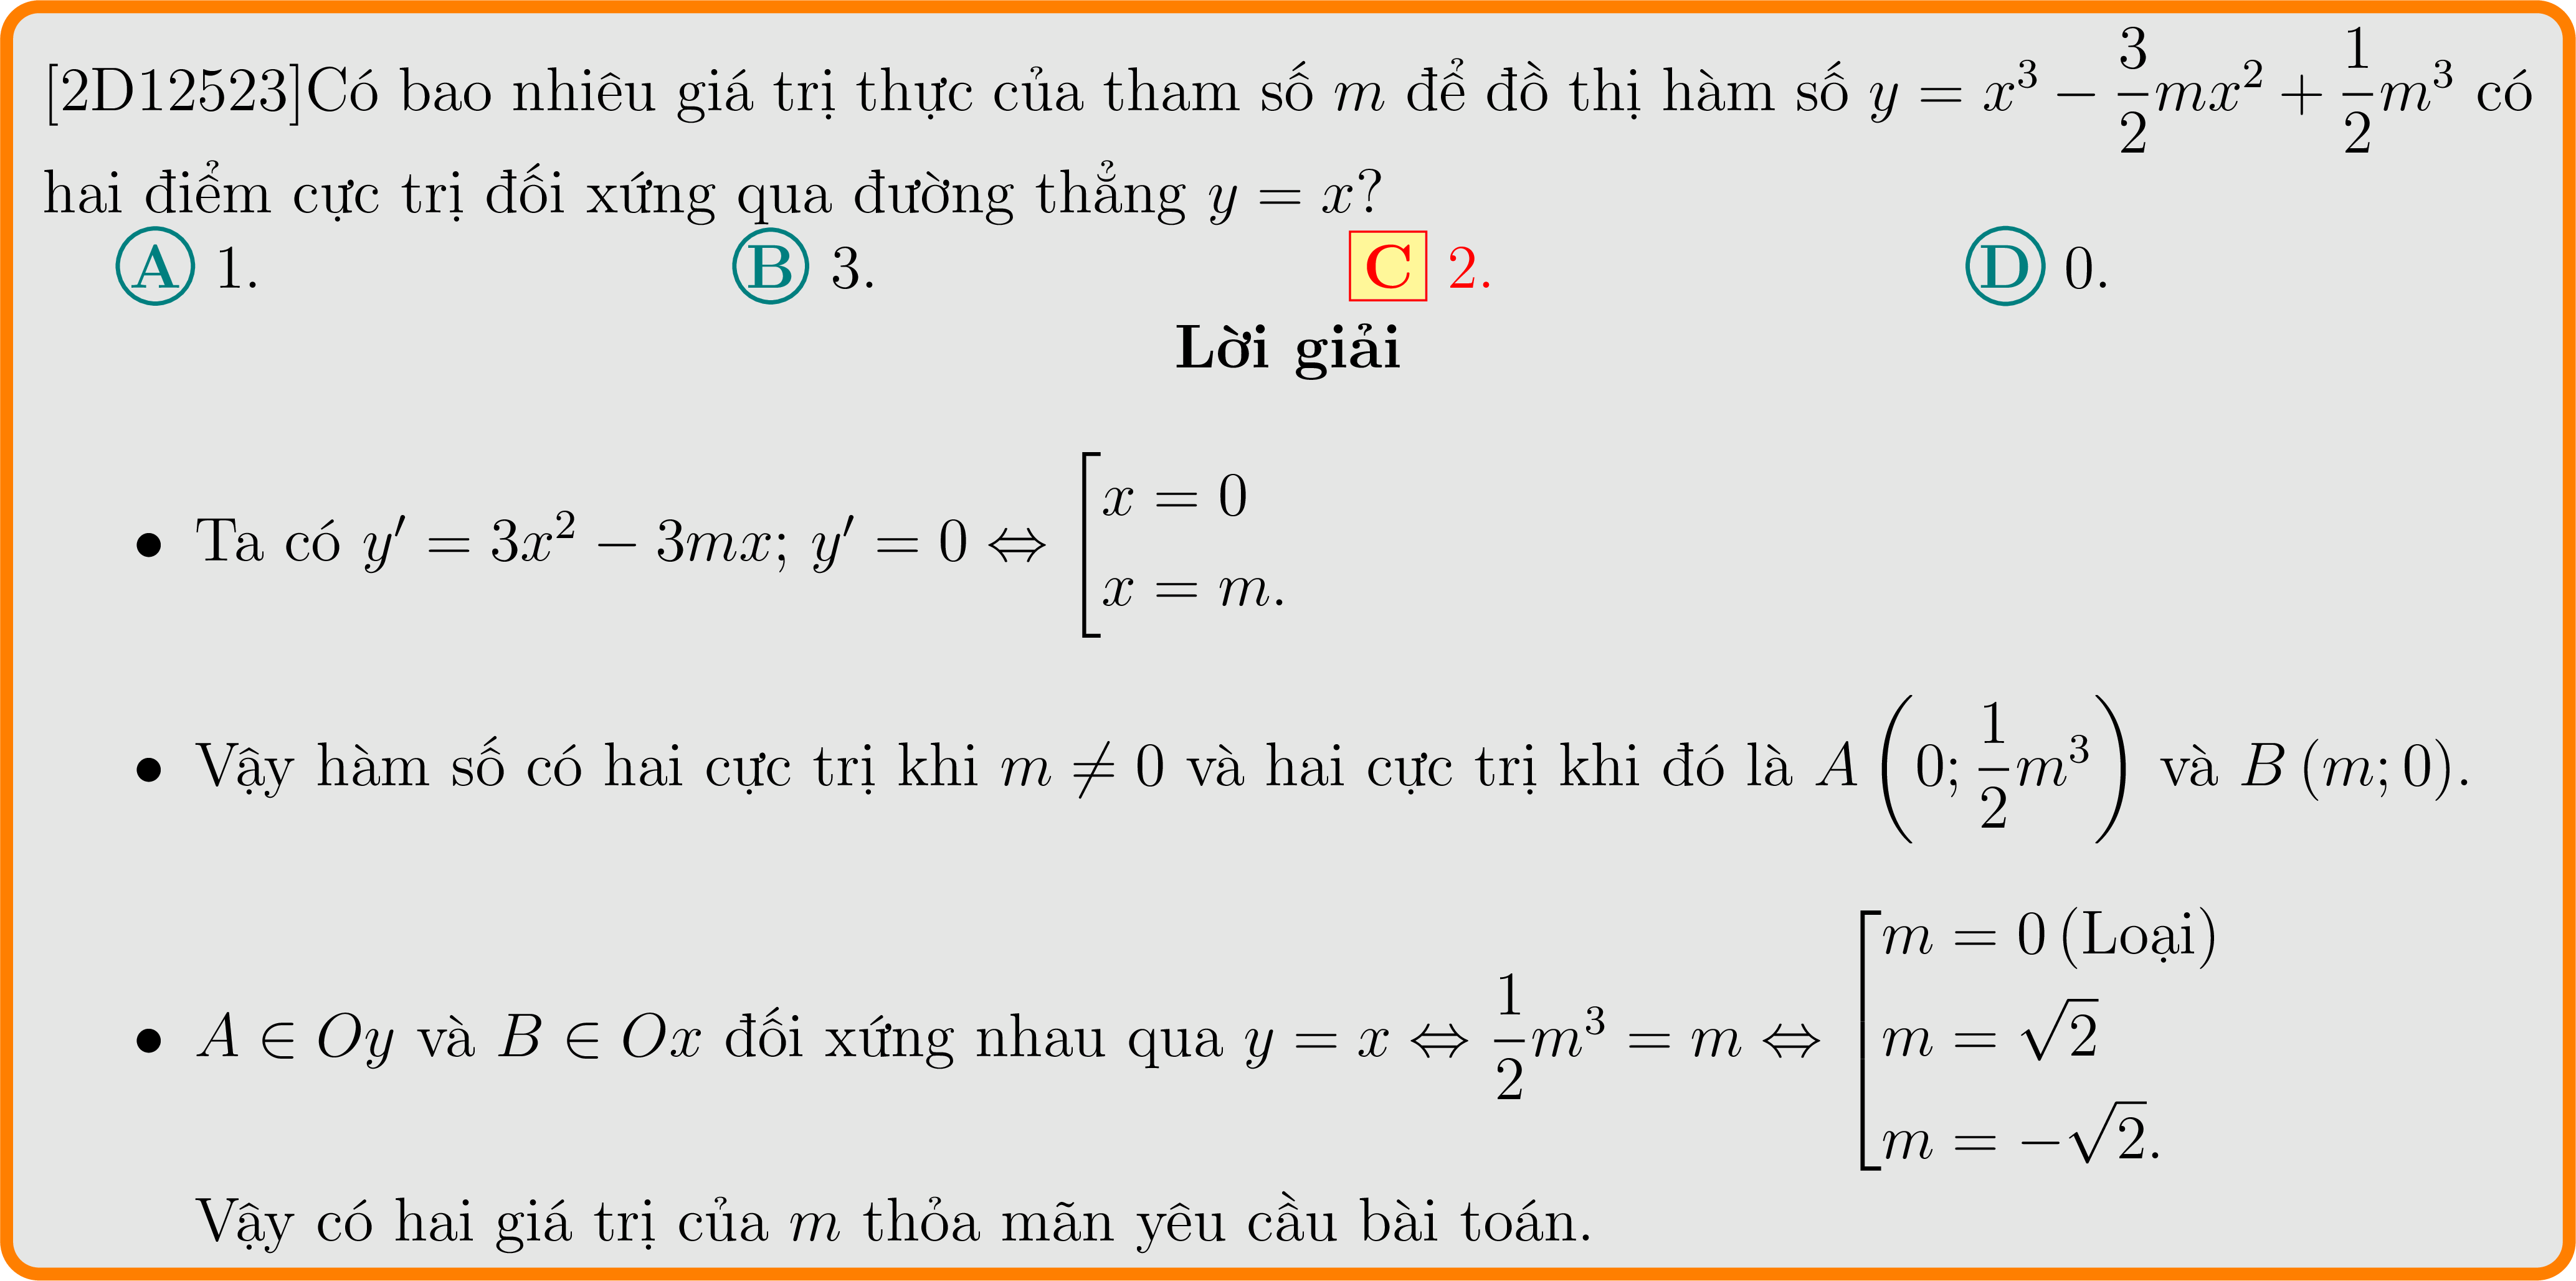 [2D12523]Có bao nhiêu giá trị thực của tham số $m$ để đồ thị hàm số $y = x^3 - \dfrac{3}{2}mx^2 + \dfrac{1}{2}m^3$ có
hai điểm cực trị đối xứng qua đường thẳng $y = x$?
Ⓐ 1. Ⓑ 3. C 2. Ⓓ 0.
Lời giải
• Ta có $y' = 3x^2 - 3mx$; $y' = 0 \Leftrightarrow \left[\begin{array}{l} x = 0 \\ x = m. \end{array}\right.$
• Vậy hàm số có hai cực trị khi $m \neq 0$ và hai cực trị khi đó là $A\left(0; \dfrac{1}{2}m^3\right)$ và $B(m; 0)$.
• $A \in Oy$ và $B \in Ox$ đối xứng nhau qua $y = x \Leftrightarrow \dfrac{1}{2}m^3 = m \Leftrightarrow \left[\begin{array}{l} m = 0 \text{ (Loại)} \\ m = \sqrt{2} \\ m = -\sqrt{2}. \end{array}\right.$
Vậy có hai giá trị của $m$ thỏa mãn yêu cầu bài toán.